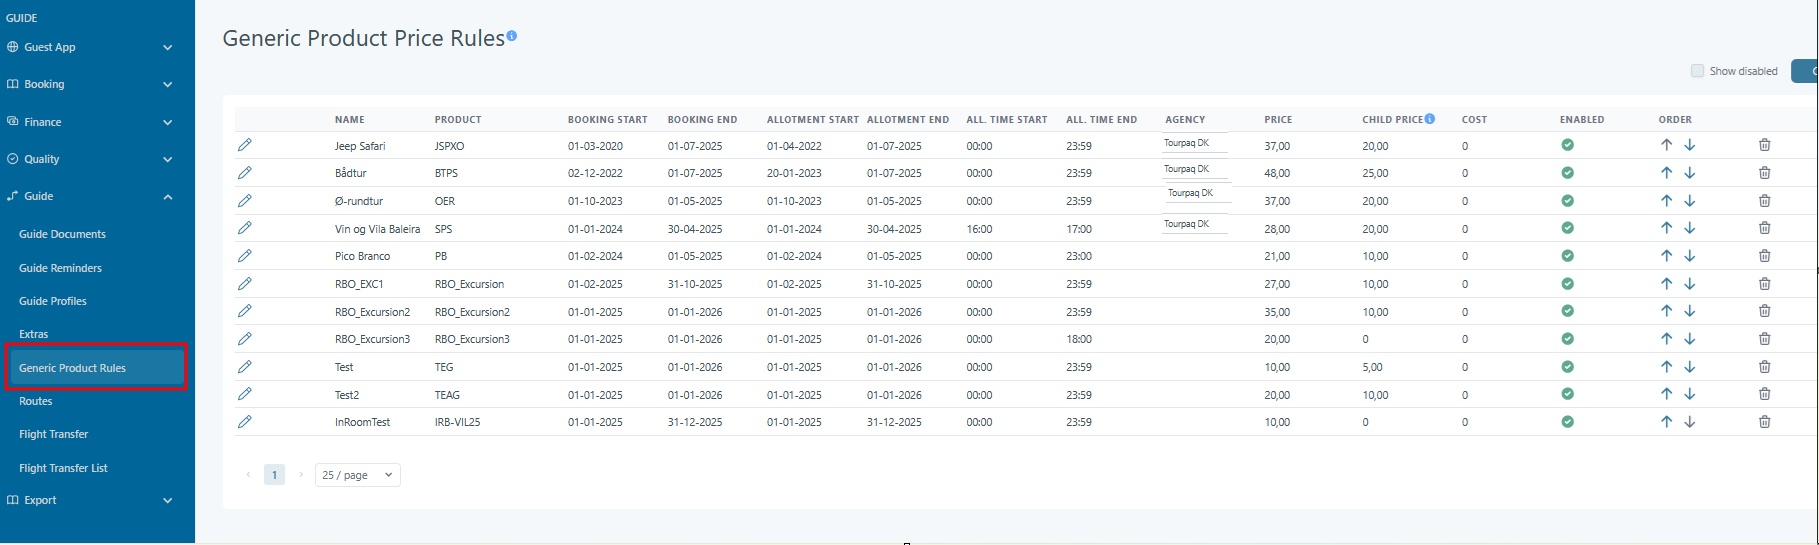 GUIDE
Guest App
Booking
Finance
Quality
Guide
Guide Documents
Guide Reminders
Guide Profiles
Extras
Generic Product Rules
Routes
Flight Transfer
Flight Transfer List
Export
Generic Product Price Rules
Show disabled
NAME PRODUCT BOOKING START BOOKING END ALLOTMENT START ALLOTMENT END ALL. TIME START ALL. TIME END AGENCY PRICE CHILD PRICE COST ENABLED ORDER
Jeep Safari JSPXO 01-03-2020 01-07-2025 01-04-2022 01-07-2025 00:00 23:59 Tourpaq DK 37,00 20,00 0
Bådtur BTPS 02-12-2022 01-07-2025 20-01-2023 01-07-2025 00:00 23:59 Tourpaq DK 48,00 25,00 0
Ø-rundtur OER 01-10-2023 01-05-2025 01-10-2023 01-05-2025 00:00 23:59 Tourpaq DK 37,00 20,00 0
Vin og Vila Baleira SPS 01-01-2024 30-04-2025 01-01-2024 30-04-2025 16:00 17:00 Tourpaq DK 28,00 20,00 0
Pico Branco PB 01-02-2024 01-05-2025 01-02-2024 01-05-2025 00:00 23:00 21,00 10,00 0
RBO_EXC1 RBO_Excursion 01-02-2025 31-10-2025 01-02-2025 31-10-2025 00:00 23:59 27,00 10,00 0
RBO_Excursion2 RBO_Excursion2 01-01-2025 01-01-2026 01-01-2025 01-01-2026 00:00 23:59 35,00 10,00 0
RBO_Excursion3 RBO_Excursion3 01-01-2025 01-01-2026 01-01-2025 01-01-2026 00:00 18:00 20,00 0 0
Test TEG 01-01-2025 01-01-2026 01-01-2025 01-01-2026 00:00 23:59 10,00 5,00 0
Test2 TEAG 01-01-2025 01-01-2026 01-01-2025 01-01-2026 00:00 23:59 20,00 10,00 0
InRoomTest IRB-VIL25 01-01-2025 31-12-2025 01-01-2025 31-12-2025 00:00 23:59 10,00 0 0
1 25 / page